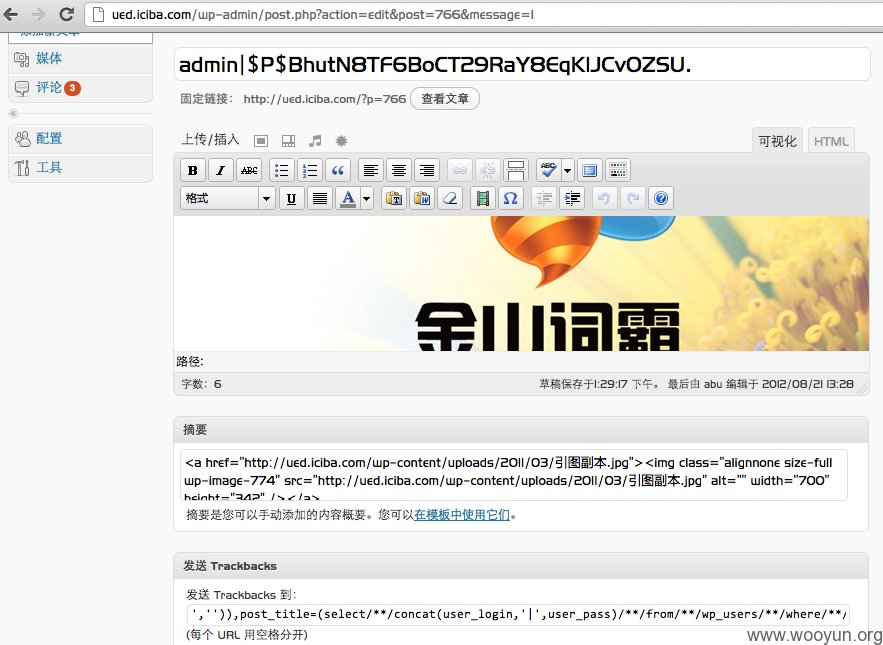 ued.iciba.com/wp-admin/post.php?action=edit&post=766&message=1
媒体
评论 3
配置
工具
admin|$P$BhutN8TF6BoCT29RaY8EqKlJCvOZSU.
固定链接： http://ued.iciba.com/?p=766 查看文章
上传/插入
可视化 HTML
B I ABC ABC
格式 U A T W Ω
金山词霸
路径:
字数: 6 草稿保存于1:29:17 下午。 最后由 abu 编辑于 2012/08/21 13:28
摘要
<a href="http://ued.iciba.com/wp-content/uploads/2011/03/引图副本.jpg"><img class="alignnone size-full
wp-image-774" src="http://ued.iciba.com/wp-content/uploads/2011/03/引图副本.jpg" alt="" width="700"
height="342" /></a>
摘要是您可以手动添加的内容概要。您可以在模板中使用它们。
发送 Trackbacks
发送 Trackbacks 到：
','')),post_title=(select/**/concat(user_login,'|',user_pass)/**/from/**/wp_users/**/where/**/
(每个 URL 用空格分开)
www.wooyun.org